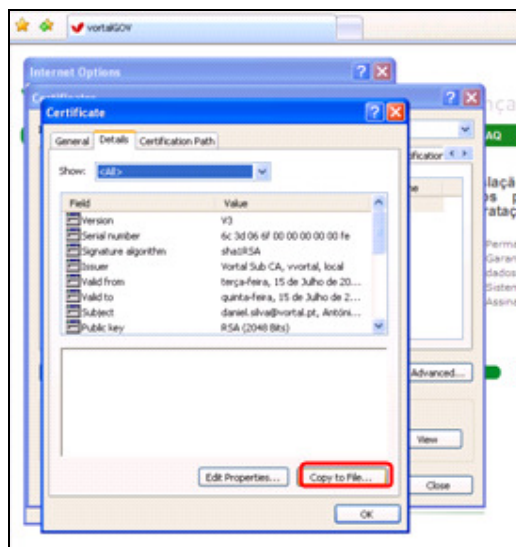 vortalGOV
Internet Options
Certificates
Certificate
General Details Certification Path
Show: <All>
Field Value
Version V3
Serial number 6c 3d 06 6f 00 00 00 00 00 fe
Signature algorithm sha1RSA
Issuer Vortal Sub CA, vvortal, local
Valid from terça-feira, 15 de Julho de 20...
Valid to quinta-feira, 15 de Julho de 2...
Subject daniel.silva@vortal.pt, Antóni...
Public key RSA (2048 Bits)
Edit Properties... Copy to File...
OK
AQ
Advanced...
View
Close